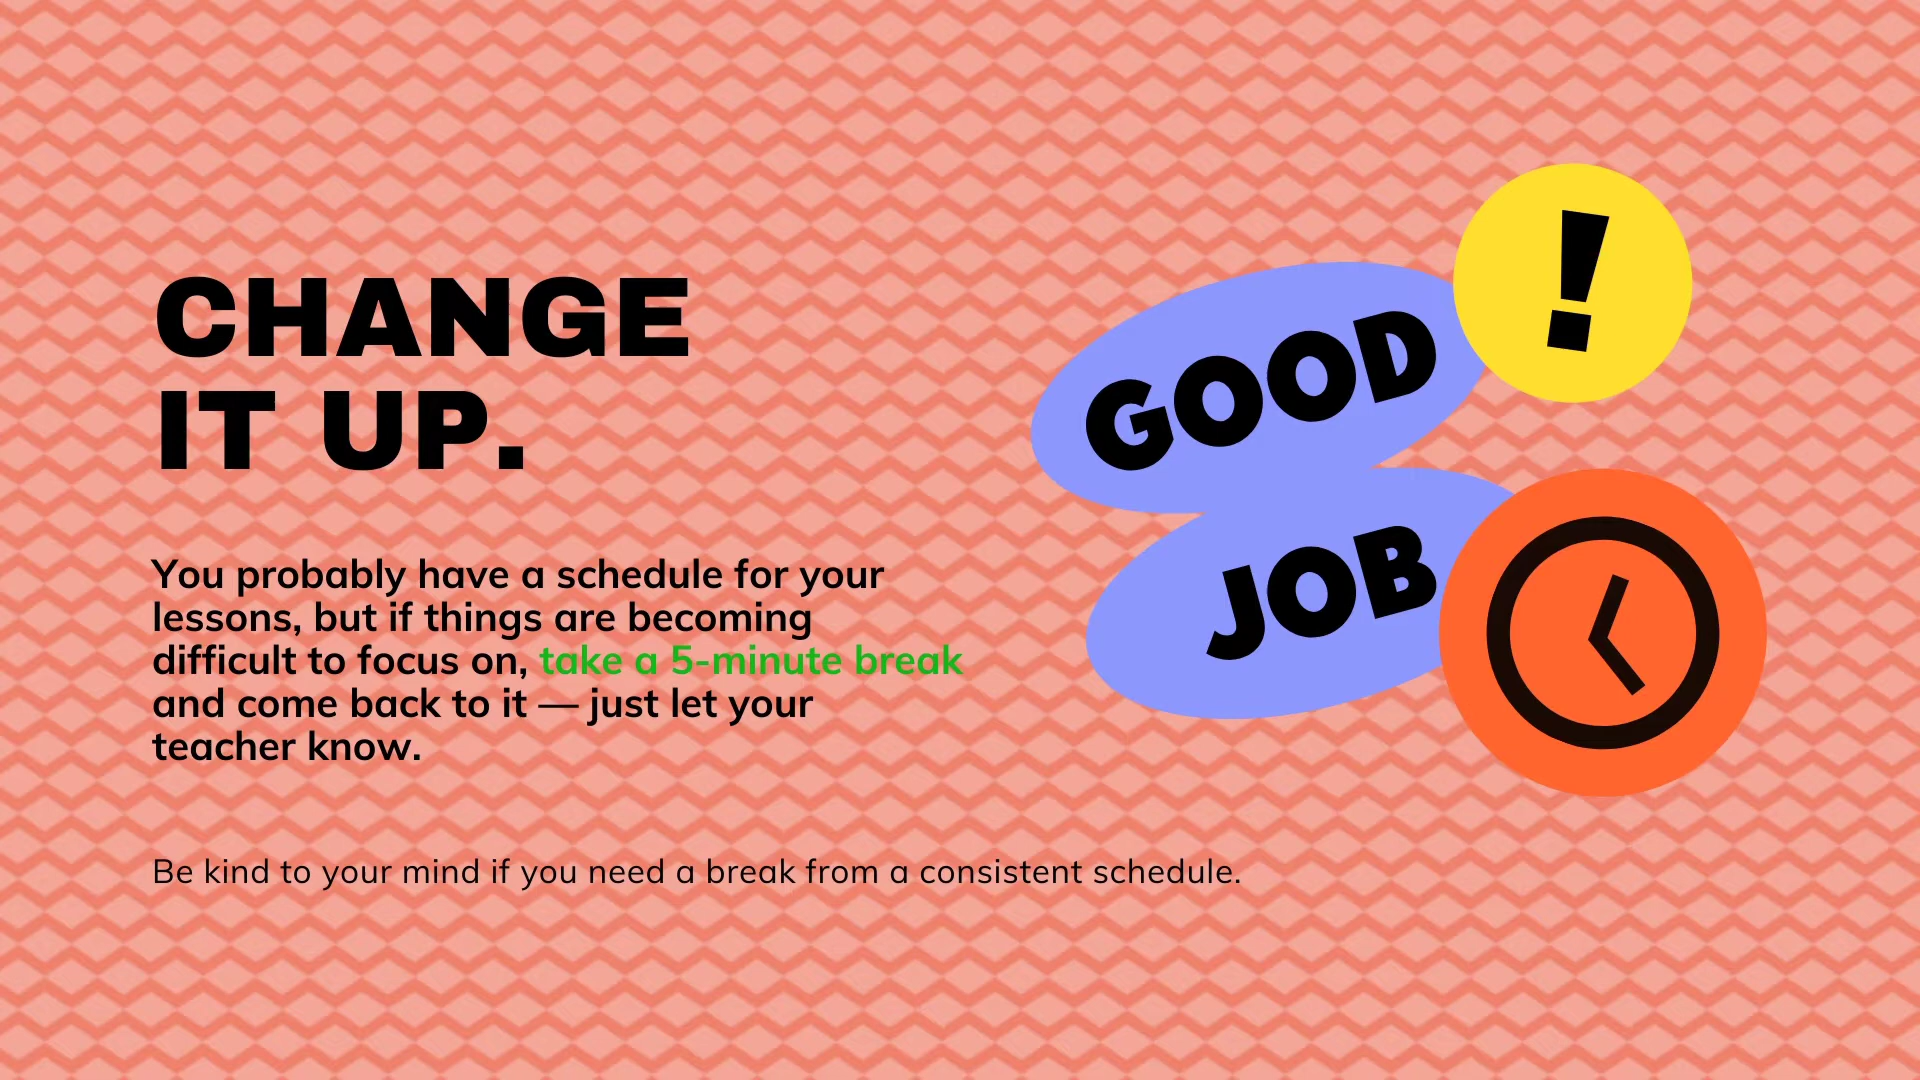 CHANGE
IT UP.
You probably have a schedule for your
lessons, but if things are becoming
difficult to focus on, take a 5-minute break
and come back to it — just let your
teacher know.
Be kind to your mind if you need a break from a consistent schedule.
GOOD
!
JOB